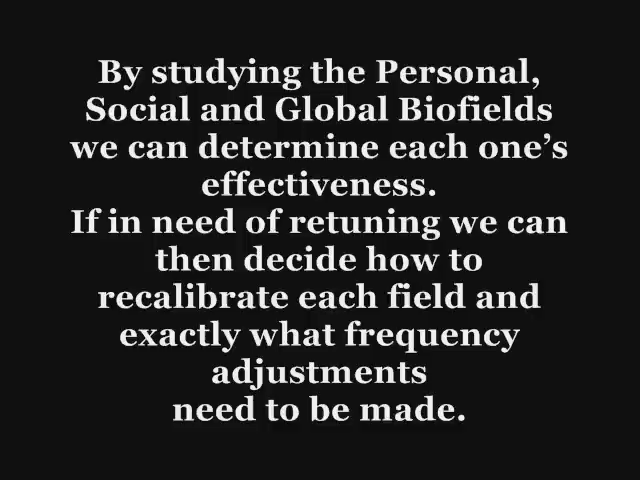 By studying the Personal,
Social and Global Biofields
we can determine each one’s
effectiveness.
If in need of retuning we can
then decide how to
recalibrate each field and
exactly what frequency
adjustments
need to be made.